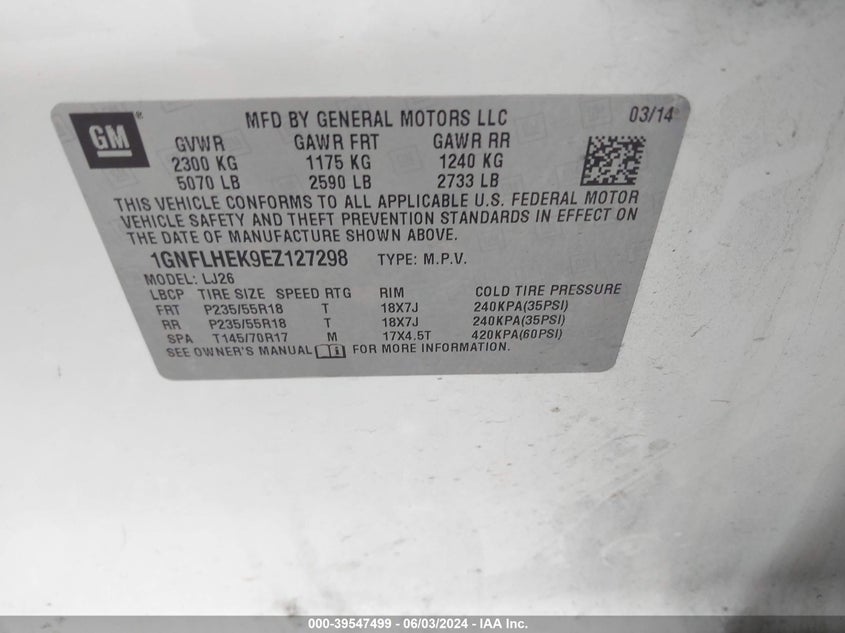 GM
MFD BY GENERAL MOTORS LLC 03/14
GVWR GAWR FRT GAWR RR
2300 KG 1175 KG 1240 KG
5070 LB 2590 LB 2733 LB
THIS VEHICLE CONFORMS TO ALL APPLICABLE U.S. FEDERAL MOTOR
VEHICLE SAFETY AND THEFT PREVENTION STANDARDS IN EFFECT ON
THE DATE OF MANUFACTURE SHOWN ABOVE.
1GNFLHEK9EZ127298 TYPE: M.P.V.
MODEL: LJ26
LBCP TIRE SIZE SPEED RTG RIM COLD TIRE PRESSURE
FRT P235/55R18 T 18X7J 240KPA(35PSI)
RR P235/55R18 T 18X7J 240KPA(35PSI)
SPA T145/70R17 M 17X4.5T 420KPA(60PSI)
SEE OWNER'S MANUAL FOR MORE INFORMATION.
000-39547499 - 06/03/2024 - IAAI Inc.